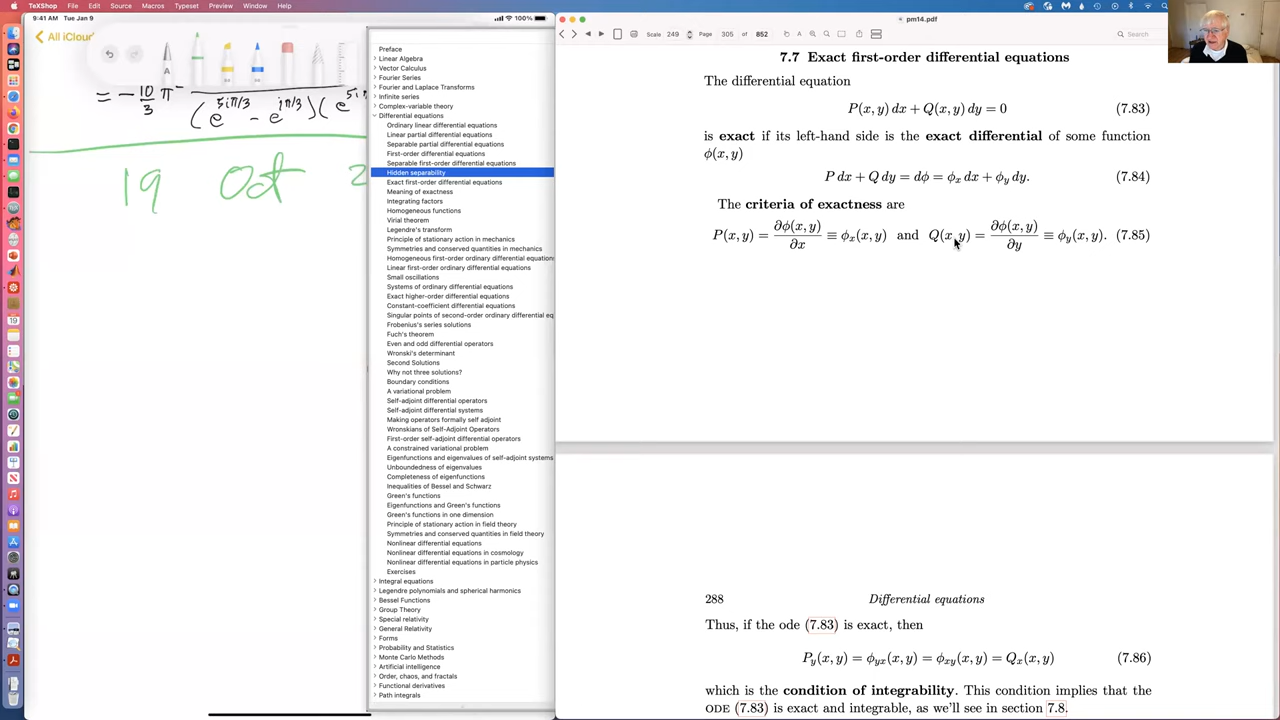 TeXShop File Edit Source Macros Typeset Preview Window Help
9:41 AM Tue Jan 9
100%
All iCloud
= -10/3 π
(e^5iπ/3 - e^iπ/3)(e^5i
19 Oct 2
Preface
Linear Algebra
Vector Calculus
Fourier Series
Fourier and Laplace Transforms
Infinite series
Complex-variable theory
Differential equations
Ordinary linear differential equations
Linear partial differential equations
Separable partial differential equations
First-order differential equations
Separable first-order differential equations
Hidden separability
Exact first-order differential equations
Meaning of exactness
Integrating factors
Homogeneous functions
Virial theorem
Legendre's transform
Principle of stationary action in mechanics
Symmetries and conserved quantities in mechanics
Homogeneous first-order ordinary differential equation
Linear first-order ordinary differential equations
Small oscillations
Systems of ordinary differential equations
Exact higher-order differential equations
Constant-coefficient differential equations
Singular points of second-order ordinary differential eq
Frobenius's series solutions
Fuch's theorem
Even and odd differential operators
Wronski's determinant
Second Solutions
Why not three solutions?
Boundary conditions
A variational problem
Self-adjoint differential operators
Self-adjoint differential systems
Making operators formally self adjoint
Wronskians of Self-Adjoint Operators
First-order self-adjoint differential operators
A constrained variational problem
Eigenfunctions and eigenvalues of self-adjoint systems
Unboundedness of eigenvalues
Completeness of eigenfunctions
Inequalities of Bessel and Schwarz
Green's functions
Eigenfunctions and Green's functions
Green's functions in one dimension
Principle of stationary action in field theory
Symmetries and conserved quantities in field theory
Nonlinear differential equations
Nonlinear differential equations in cosmology
Nonlinear differential equations in particle physics
Exercises
Integral equations
Legendre polynomials and spherical harmonics
Bessel Functions
Group Theory
Special relativity
General Relativity
Forms
Probability and Statistics
Monte Carlo Methods
Artificial intelligence
Order, chaos, and fractals
Functional derivatives
Path integrals
pm14.pdf
Scale 249 Page 305 of 852 Search
7.7 Exact first-order differential equations
The differential equation
P(x, y) dx + Q(x, y) dy = 0 (7.83)
is exact if its left-hand side is the exact differential of some function
ϕ(x, y)
P dx + Q dy = dϕ = ϕx dx + ϕy dy. (7.84)
The criteria of exactness are
P(x, y) = ∂ϕ(x, y)/∂x ≡ ϕx(x, y) and Q(x, y) = ∂ϕ(x, y)/∂y ≡ ϕy(x, y). (7.85)
288 Differential equations
Thus, if the ode (7.83) is exact, then
Py(x, y) = ϕyx(x, y) = ϕxy(x, y) = Qx(x, y) (7.86)
which is the condition of integrability. This condition implies that the
ODE (7.83) is exact and integrable, as we'll see in section 7.8.